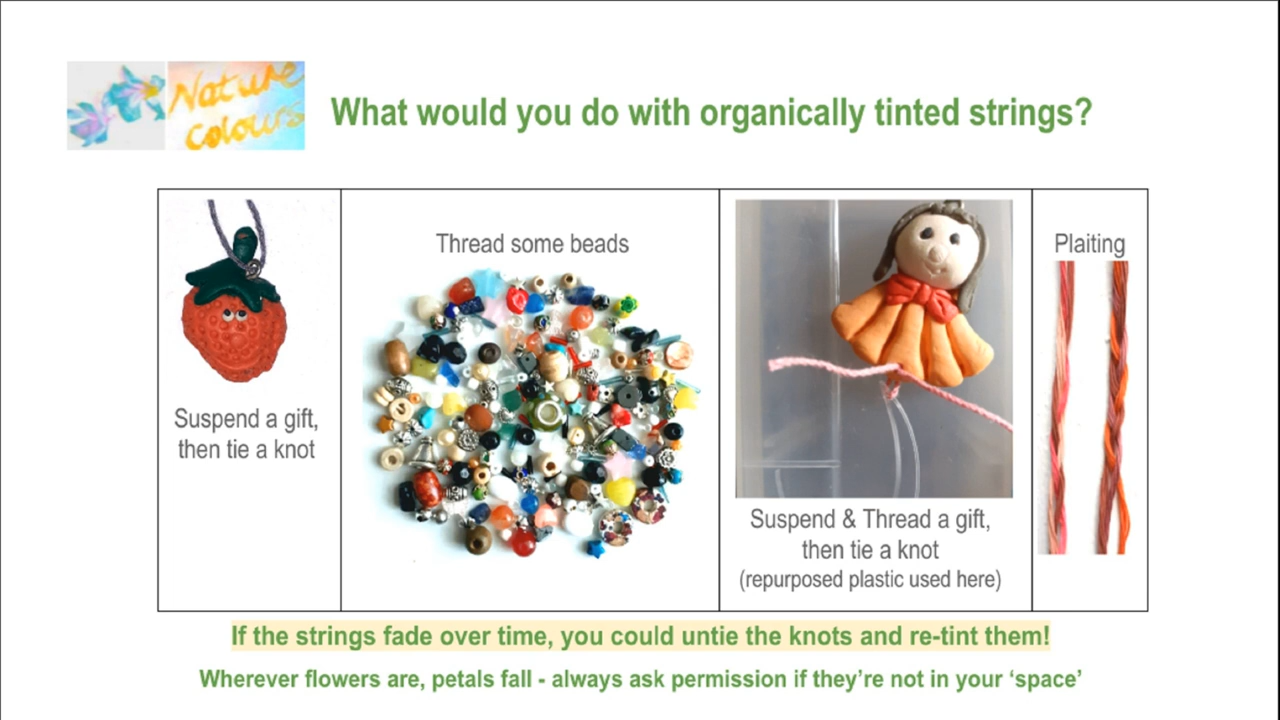 Nature
Colours
What would you do with organically tinted strings?
Suspend a gift,
then tie a knot
Thread some beads
Suspend & Thread a gift,
then tie a knot
(repurposed plastic used here)
Plaiting
If the strings fade over time, you could untie the knots and re-tint them!
Wherever flowers are, petals fall - always ask permission if they're not in your ‘space’